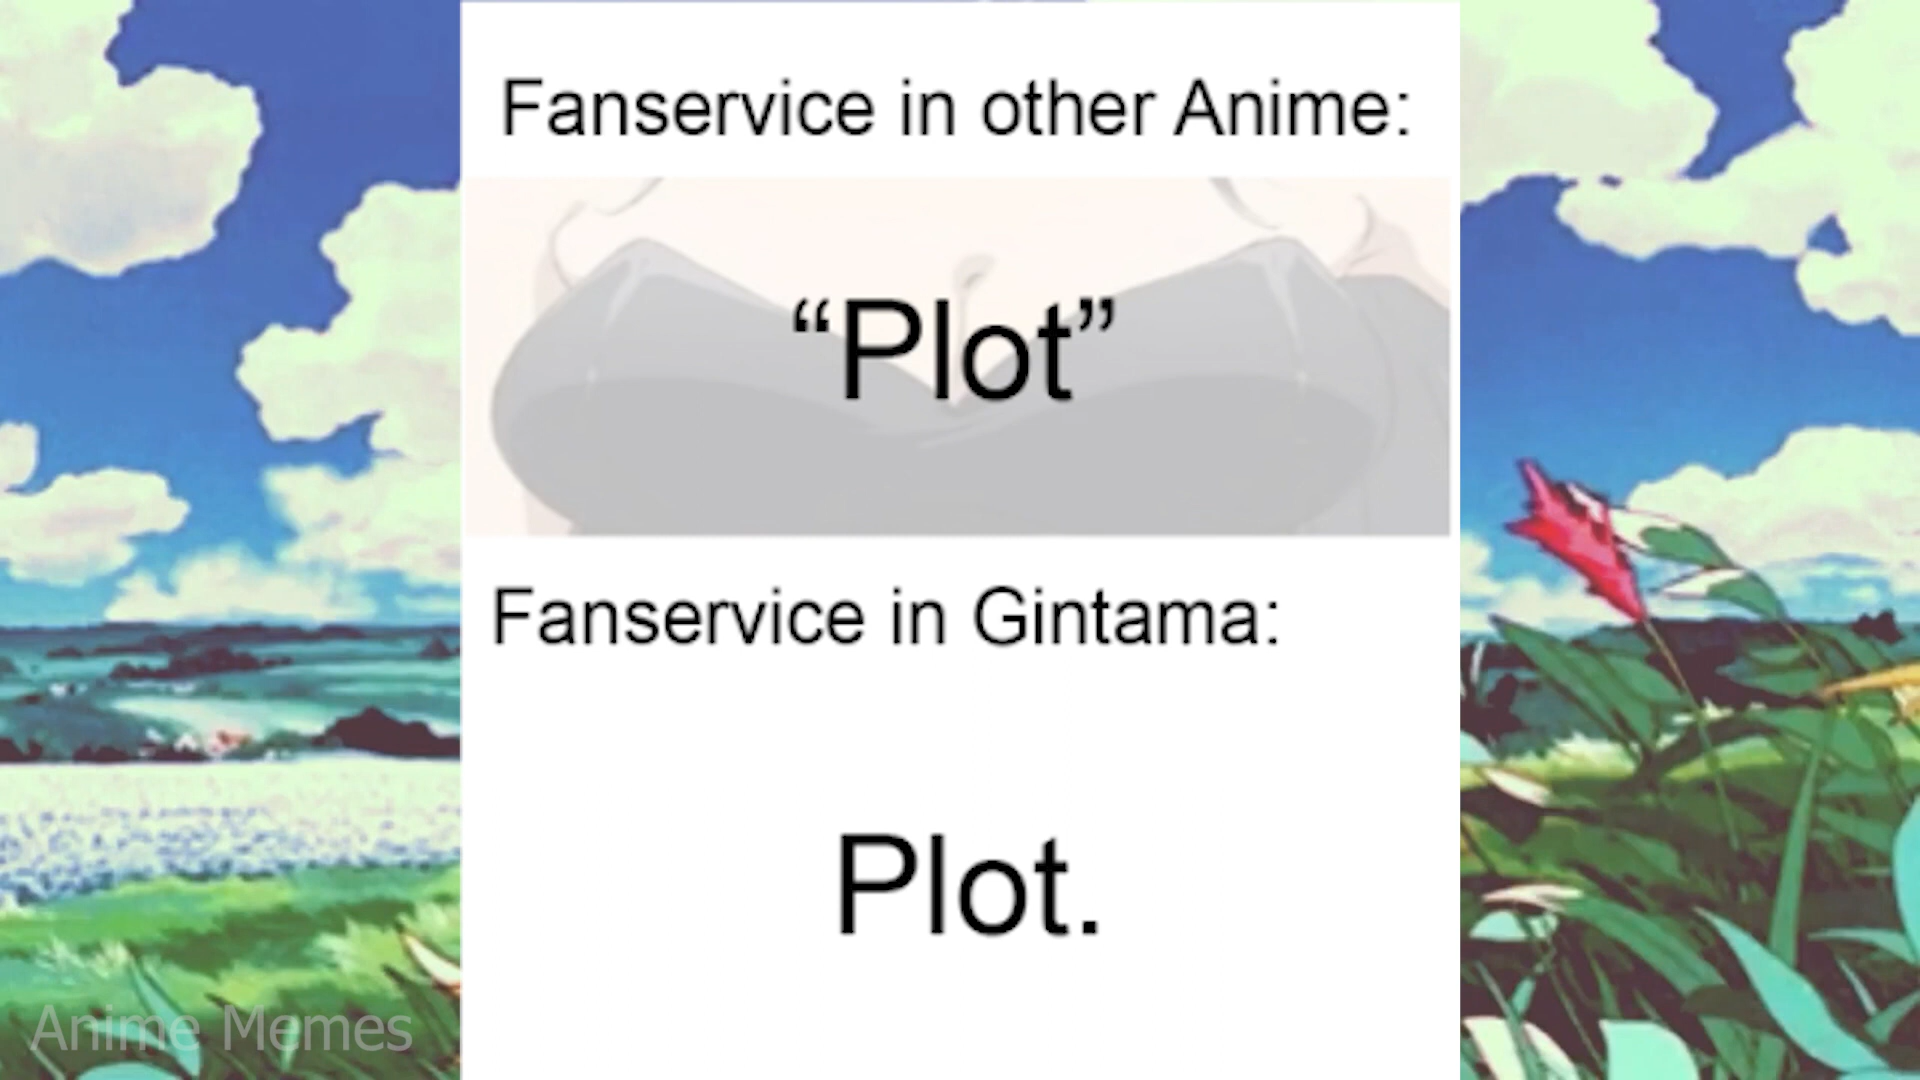 Fanservice in other Anime:
“Plot”
Fanservice in Gintama:
Plot.
Anime Memes